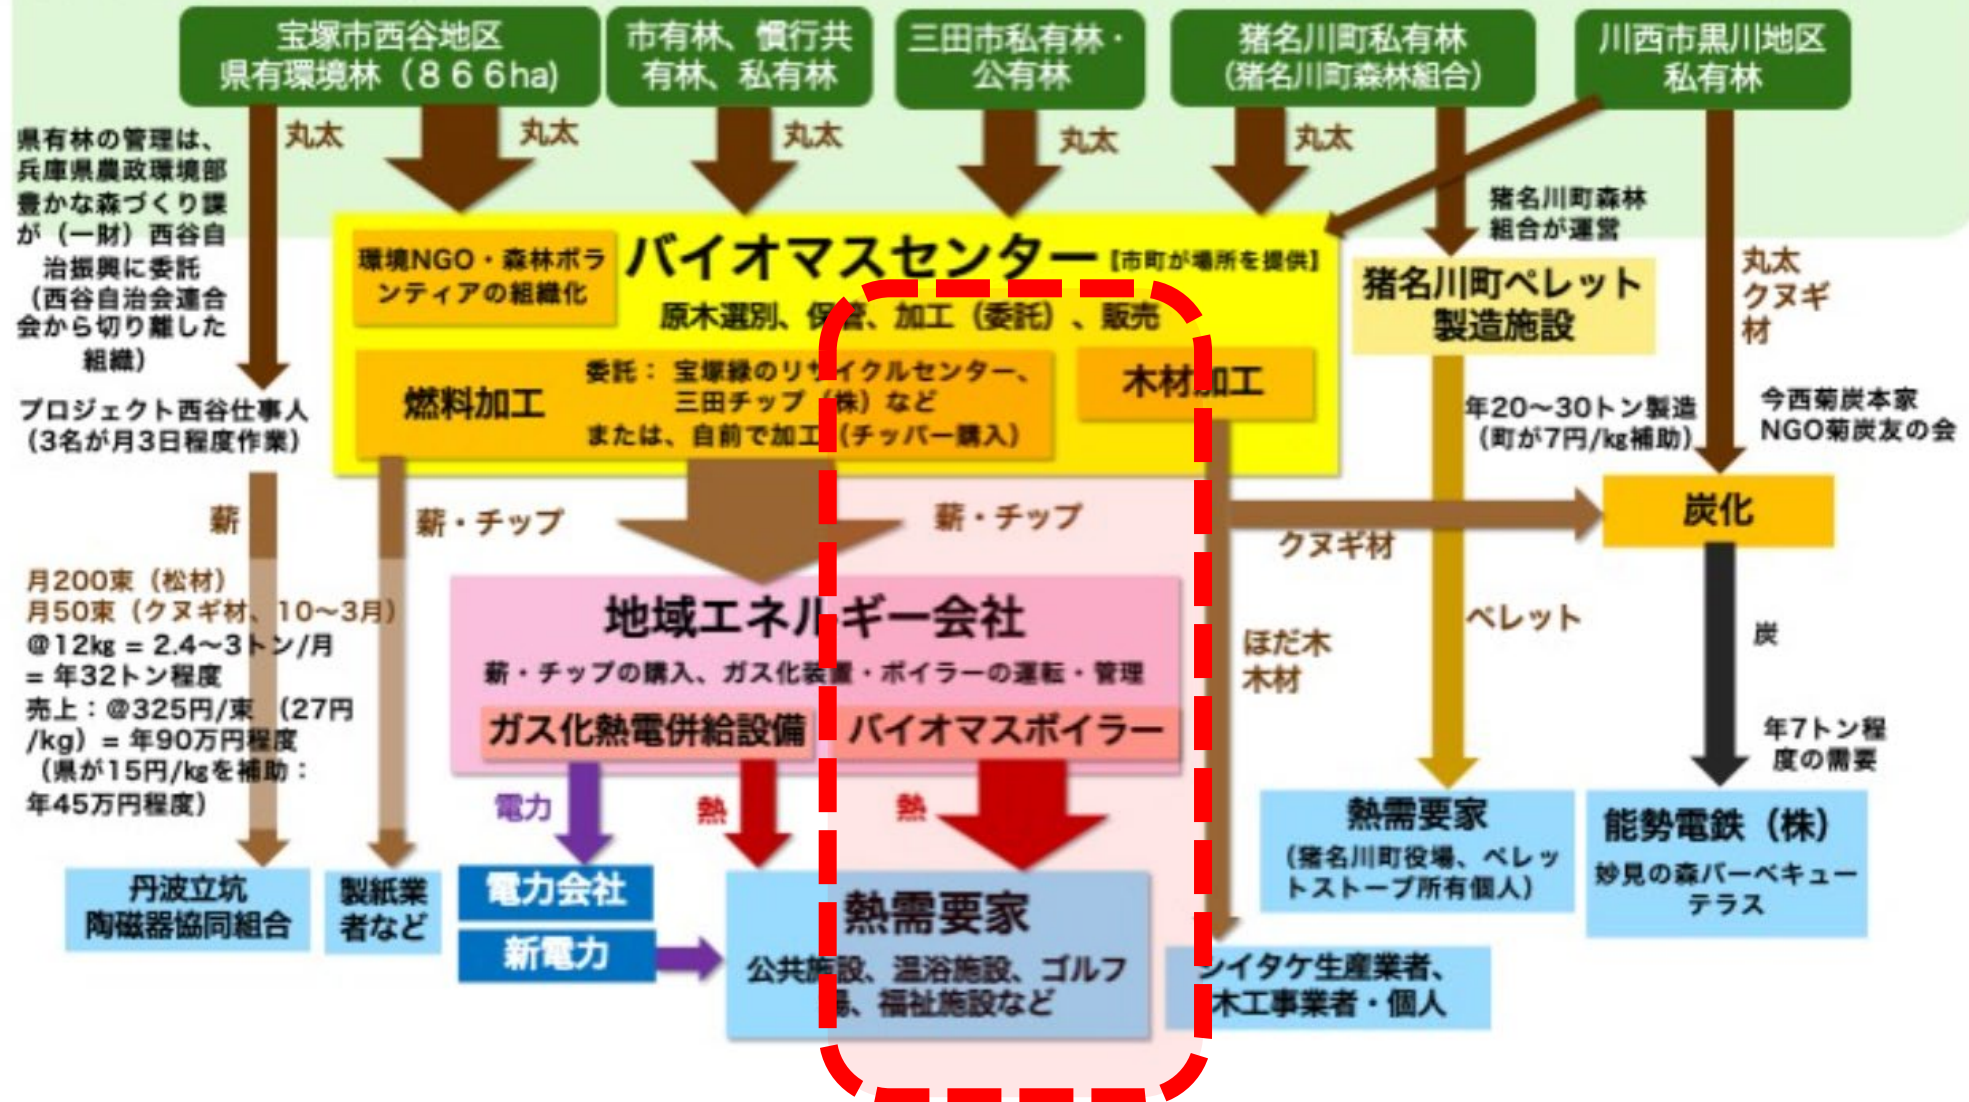 宝塚市西谷地区
県有環境林（８６６ha)
市有林、慣行共
有林、私有林
三田市私有林・
公有林
猪名川町私有林
（猪名川町森林組合）
川西市黒川地区
私有林
県有林の管理は、
兵庫県農政環境部
豊かな森づくり課
が（一財）西谷自
治振興に委託
（西谷自治会連合
会から切り離した
組織）
丸太
丸太
丸太
丸太
丸太
猪名川町森林
組合が運営
丸太
クヌギ
材
環境NGO・森林ボラ
ンティアの組織化
バイオマスセンター［市町が場所を提供］
原木選別、保管、加工（委託）、販売
燃料加工
委託： 宝塚緑のリサイクルセンター、
三田チップ（株）など
または、自前で加工（チッパー購入）
木材加工
猪名川町ペレット
製造施設
年20〜30トン製造
（町が7円/㎏補助）
今西菊炭本家
NGO菊炭友の会
プロジェクト西谷仕事人
（3名が月3日程度作業）
薪
薪・チップ
薪・チップ
クヌギ材
炭化
月200束（松材）
月50束（クヌギ材、10〜3月）
@12㎏ = 2.4〜3トン/月
= 年32トン程度
売上：@325円/束 （27円
/kg）= 年90万円程度
（県が15円/㎏を補助：
年45万円程度）
地域エネルギー会社
薪・チップの購入、ガス化装置・ボイラーの運転・管理
ガス化熱電併給設備
バイオマスボイラー
ほだ木
木材
ペレット
炭
年7トン程
度の需要
電力
熱
熱
丹波立坑
陶磁器協同組合
製紙業
者など
電力会社
新電力
熱需要家
公共施設、温浴施設、ゴルフ
場、福祉施設など
シイタケ生産業者、
木工事業者・個人
熱需要家
（猪名川町役場、ペレッ
トストーブ所有個人）
能勢電鉄（株）
妙見の森バーベキュー
テラス